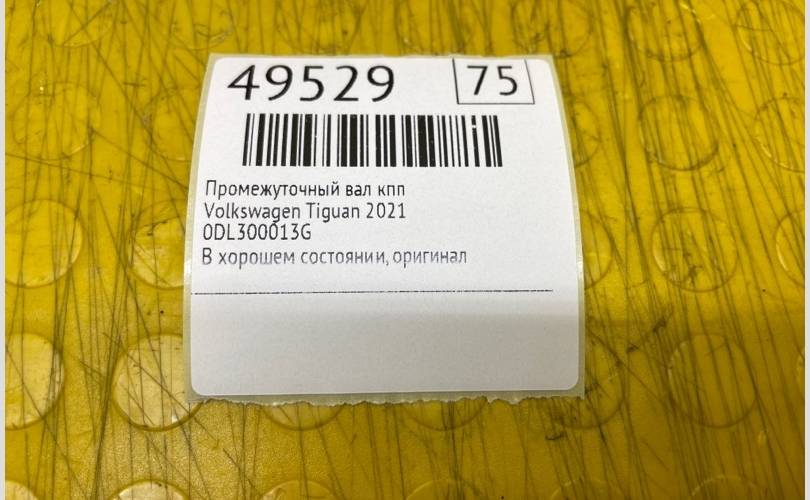 49529 75
Промежуточный вал кпп
Volkswagen Tiguan 2021
0DL300013G
В хорошем состоянии, оригинал